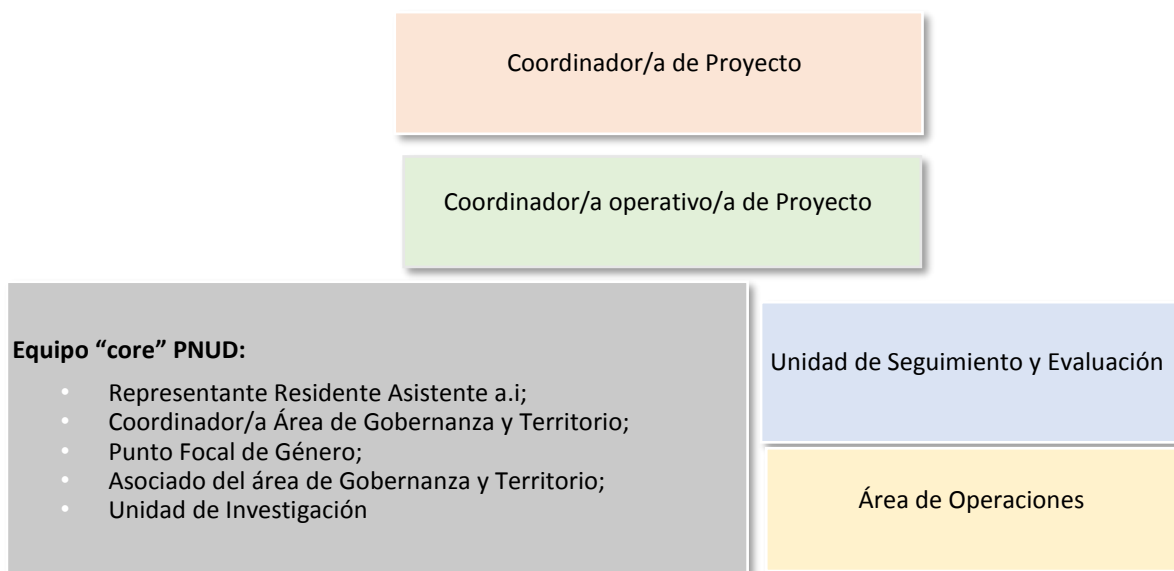 Coordinador/a de Proyecto
Coordinador/a operativo/a de Proyecto
Equipo “core” PNUD:
• Representante Residente Asistente a.i;
• Coordinador/a Área de Gobernanza y Territorio;
• Punto Focal de Género;
• Asociado del área de Gobernanza y Territorio;
• Unidad de Investigación
Unidad de Seguimiento y Evaluación
Área de Operaciones